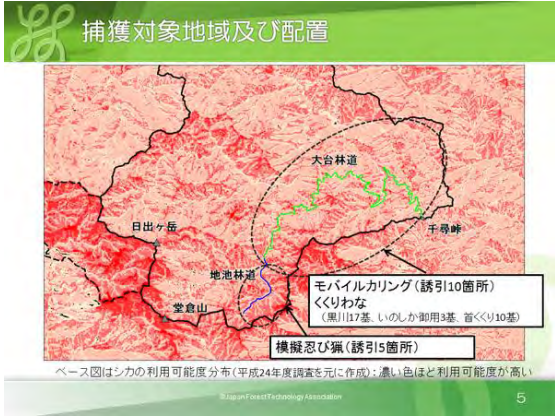 捕獲対象地域及び配置
大台林道
日出ヶ岳
千尋峠
地池林道
堂倉山
モバイルカリング(誘引10箇所)
くくりわな
(黒川17基、いのしか御用3基、首くくり10基)
模擬忍び猟(誘引5箇所)
ベース図はシカの利用可能度分布(平成24年度調査を元に作成):濃い色ほど利用可能度が高い
©Japan Forest Technology Association
5